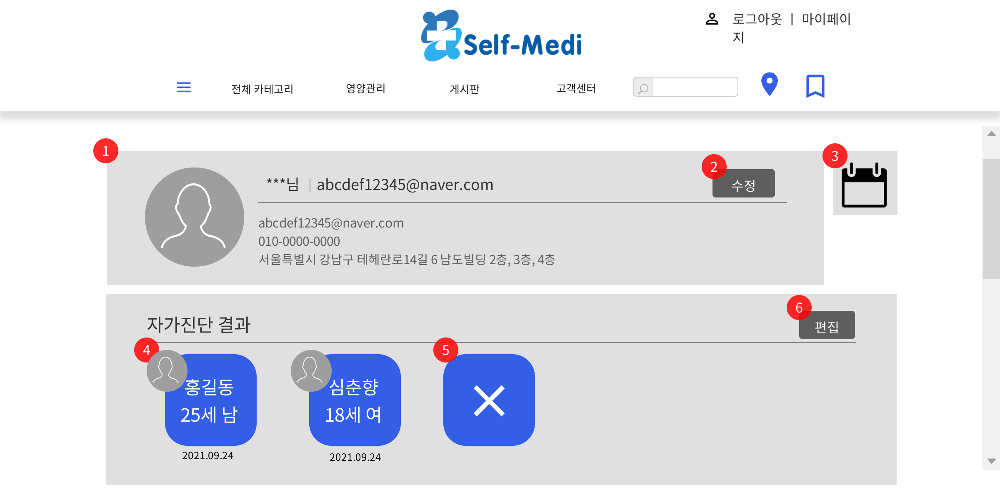 Self-Medi
로그아웃 | 마이페이
지
전체 카테고리
영양관리
게시판
고객센터
1
2
3
***님 | abcdef12345@naver.com
수정
abcdef12345@naver.com
010-0000-0000
서울특별시 강남구 테헤란로14길 6 남도빌딩 2층, 3층, 4층
6
자가진단 결과
편집
4
5
홍길동
25세 남
2021.09.24
심춘향
18세 여
2021.09.24